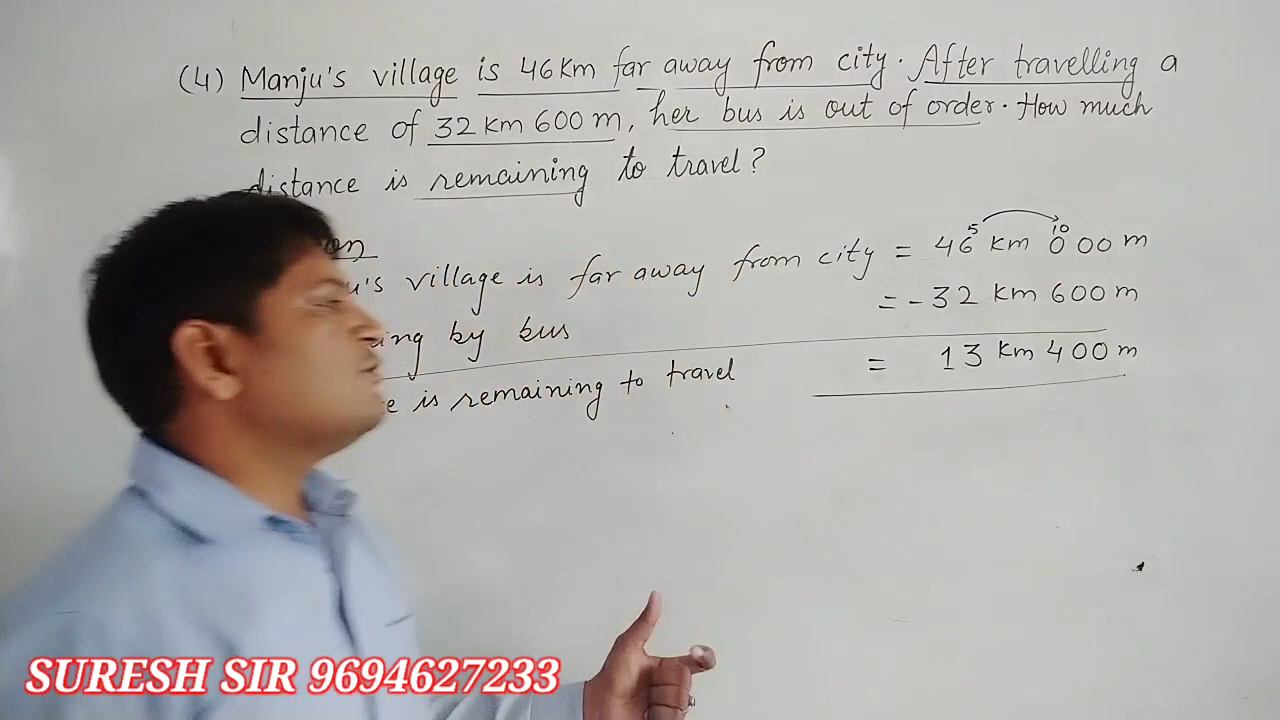 (4) Manju's village is 46 Km far away from city. After travelling a
distance of 32 Km 600 m, her bus is out of order. How much
distance is remaining to travel?
5 10
village is far away from city = 46 Km 000 m
by bus = - 32 Km 600 m
is remaining to travel = 13 Km 400 m
SURESH SIR 9694627233